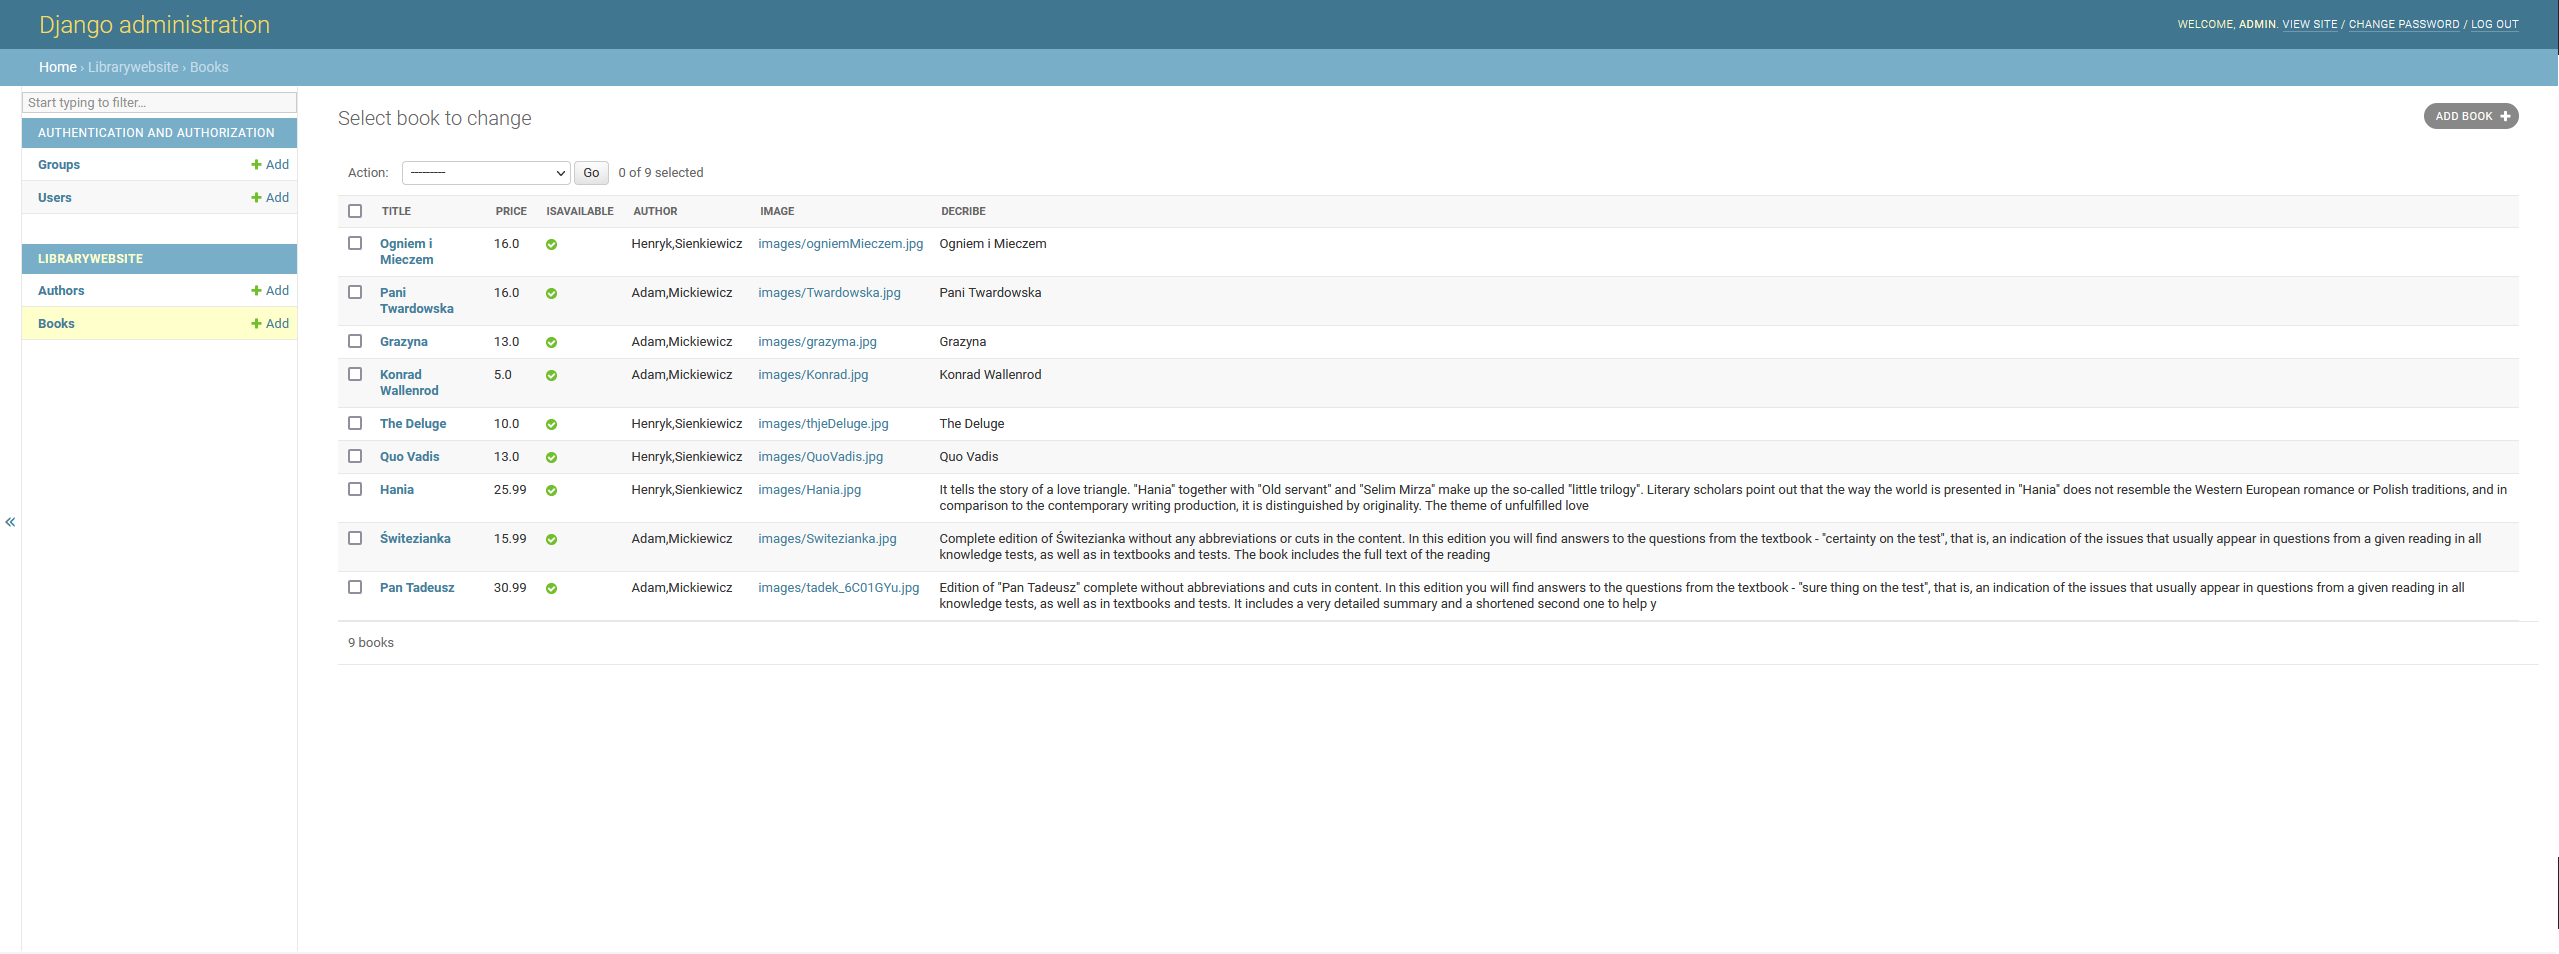 Django administration
WELCOME, ADMIN. VIEW SITE / CHANGE PASSWORD / LOG OUT
Home › Librarywebsite › Books
Start typing to filter...
AUTHENTICATION AND AUTHORIZATION
Groups Add
Users Add
LIBRARYWEBSITE
Authors Add
Books Add
«
Select book to change
ADD BOOK
Action: --------- Go 0 of 9 selected
TITLE PRICE ISAVAILABLE AUTHOR IMAGE DECRIBE
Ogniem i 16.0 Henryk,Sienkiewicz images/ogniemMieczem.jpg Ogniem i Mieczem
Mieczem
Pani 16.0 Adam,Mickiewicz images/Twardowska.jpg Pani Twardowska
Twardowska
Grazyna 13.0 Adam,Mickiewicz images/grazyma.jpg Grazyna
Konrad 5.0 Adam,Mickiewicz images/Konrad.jpg Konrad Wallenrod
Wallenrod
The Deluge 10.0 Henryk,Sienkiewicz images/thjeDeluge.jpg The Deluge
Quo Vadis 13.0 Henryk,Sienkiewicz images/QuoVadis.jpg Quo Vadis
Hania 25.99 Henryk,Sienkiewicz images/Hania.jpg It tells the story of a love triangle. "Hania" together with "Old servant" and "Selim Mirza" make up the so-called "little trilogy". Literary scholars point out that the way the world is presented in "Hania" does not resemble the Western European romance or Polish traditions, and in
comparison to the contemporary writing production, it is distinguished by originality. The theme of unfulfilled love
Świtezianka 15.99 Adam,Mickiewicz images/Switezianka.jpg Complete edition of Świtezianka without any abbreviations or cuts in the content. In this edition you will find answers to the questions from the textbook - "certainty on the test", that is, an indication of the issues that usually appear in questions from a given reading in all
knowledge tests, as well as in textbooks and tests. The book includes the full text of the reading
Pan Tadeusz 30.99 Adam,Mickiewicz images/tadek_6C01GYu.jpg Edition of "Pan Tadeusz" complete without abbreviations and cuts in content. In this edition you will find answers to the questions from the textbook - "sure thing on the test", that is, an indication of the issues that usually appear in questions from a given reading in all
knowledge tests, as well as in textbooks and tests. It includes a very detailed summary and a shortened second one to help y
9 books